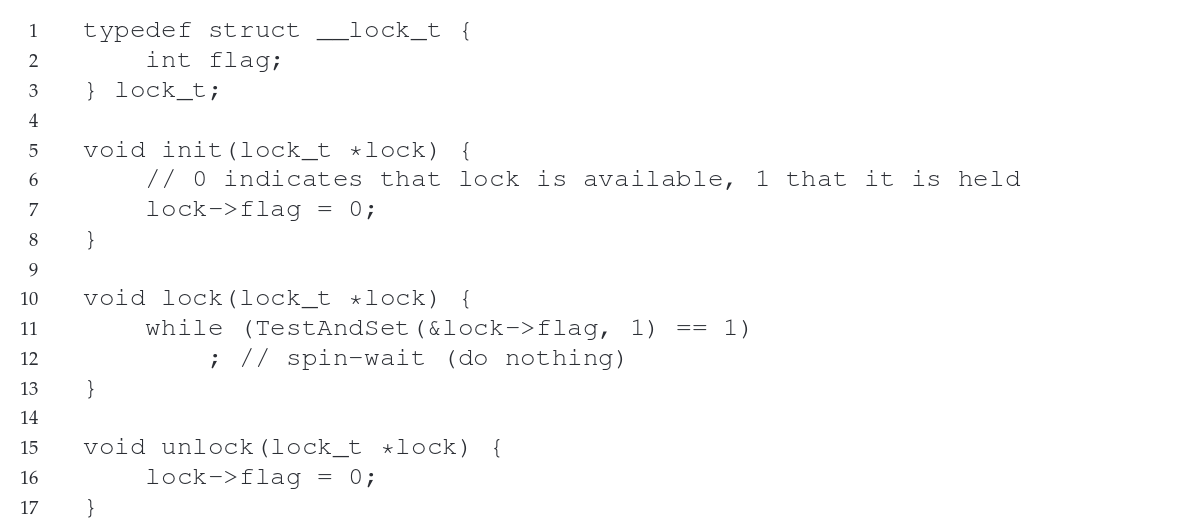 1 typedef struct __lock_t {
2     int flag;
3 } lock_t;
4
5 void init(lock_t *lock) {
6     // 0 indicates that lock is available, 1 that it is held
7     lock->flag = 0;
8 }
9
10 void lock(lock_t *lock) {
11     while (TestAndSet(&lock->flag, 1) == 1)
12         ; // spin-wait (do nothing)
13 }
14
15 void unlock(lock_t *lock) {
16     lock->flag = 0;
17 }